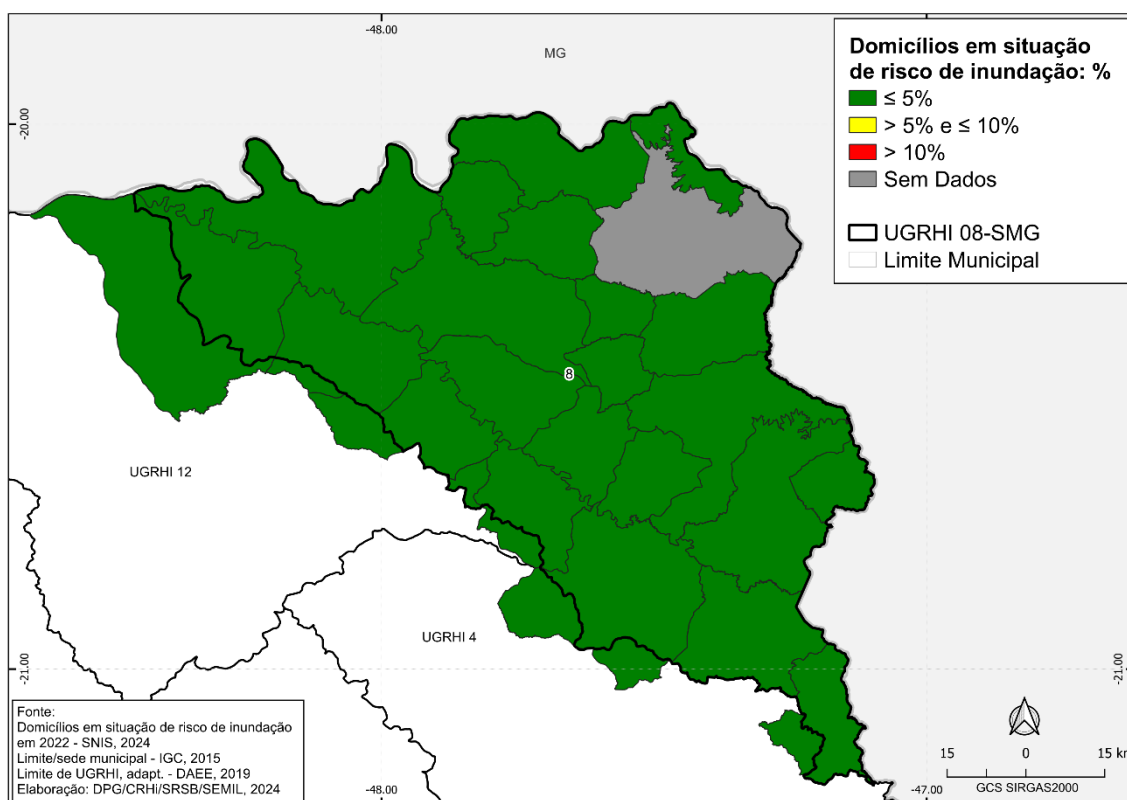 -48.00
MG
Domicílios em situação
de risco de inundação: %
≤ 5%
> 5% e ≤ 10%
> 10%
Sem Dados
UGRHI 08-SMG
Limite Municipal
-20.00
8
UGRHI 12
UGRHI 4
-21.00
-21.00
Fonte:
Domicílios em situação de risco de inundação
em 2022 - SNIS, 2024
Limite/sede municipal - IGC, 2015
Limite de UGRHI, adapt. - DAEE, 2019
Elaboração: DPG/CRHi/SRSB/SEMIL, 2024
15 0 15 km
GCS SIRGAS2000
-48.00
-47.00